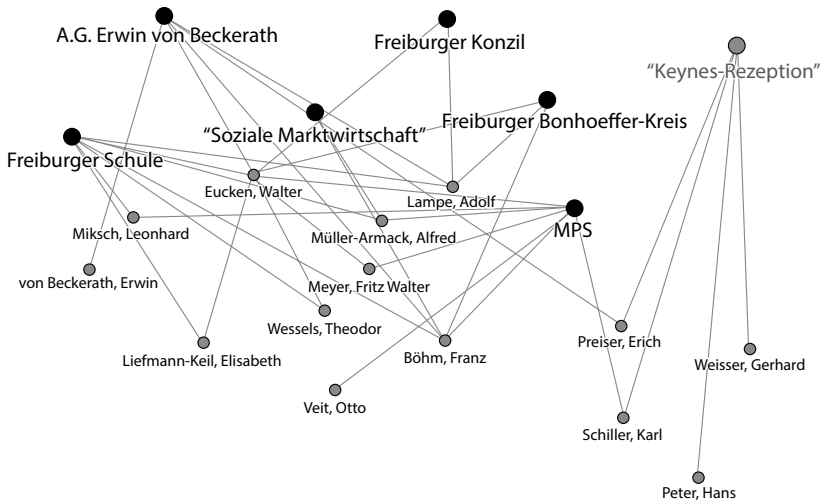 A.G. Erwin von Beckerath
Freiburger Konzil
“Keynes-Rezeption”
Freiburger Bonhoeffer-Kreis
“Soziale Marktwirtschaft”
Freiburger Schule
Eucken, Walter
Lampe, Adolf
MPS
Miksch, Leonhard
Müller-Armack, Alfred
von Beckerath, Erwin
Meyer, Fritz Walter
Wessels, Theodor
Preiser, Erich
Liefmann-Keil, Elisabeth
Böhm, Franz
Weisser, Gerhard
Veit, Otto
Schiller, Karl
Peter, Hans